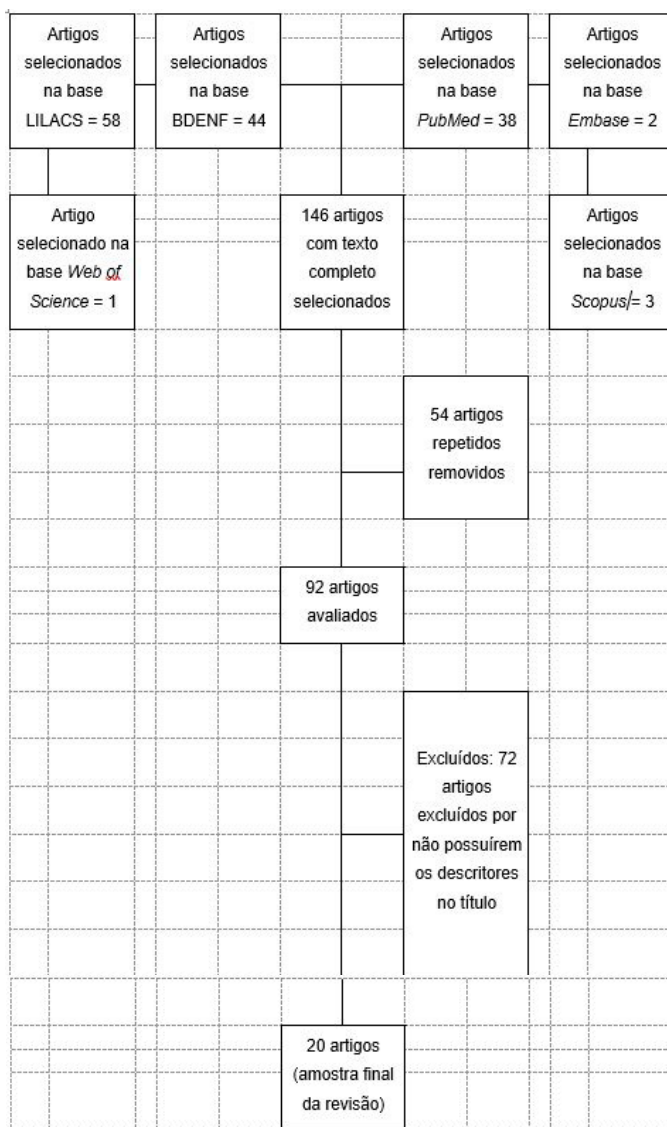 Artigos
selecionados
na base
LILACS = 58
Artigos
selecionados
na base
BDENF = 44
Artigos
selecionados
na base
PubMed = 38
Artigos
selecionados
na base
Embase = 2
Artigo
selecionado na
base Web of
Science = 1
146 artigos
com texto
completo
selecionados
Artigos
selecionados
na base
Scopus = 3
54 artigos
repetidos
removidos
92 artigos
avaliados
Excluídos: 72
artigos
excluídos por
não possuírem
os descritores
no título
20 artigos
(amostra final
da revisão)